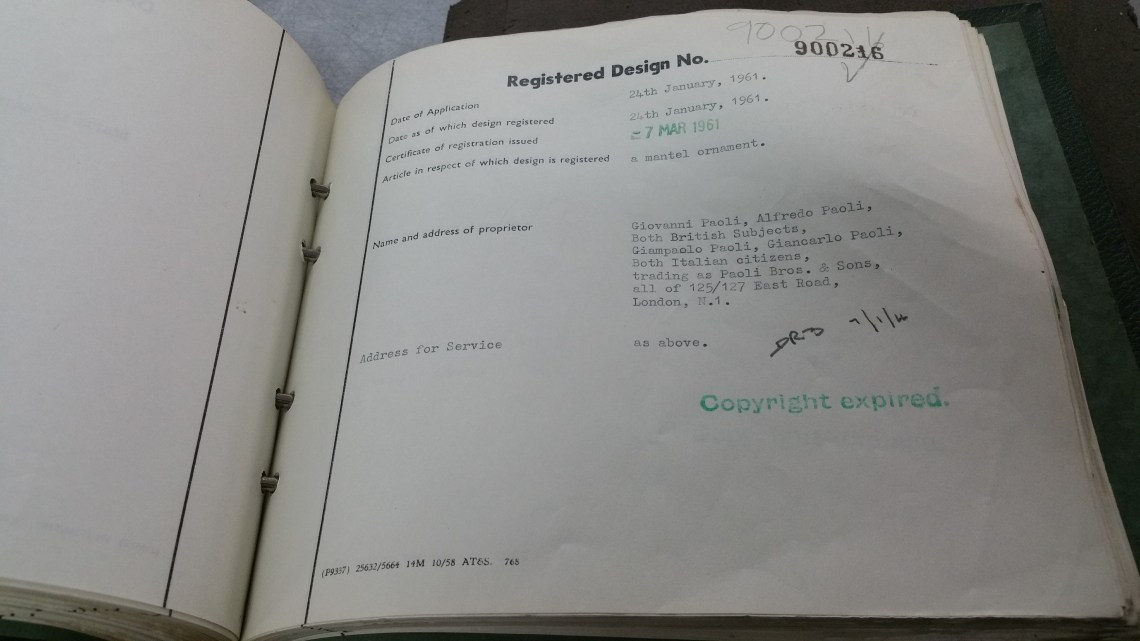 9002
Registered Design No. 900216
Date of Application 24th January, 1961.
Date as of which design registered 24th January, 1961.
Certificate of registration issued -7 MAR 1961
Article in respect of which design is registered a mantel ornament.
Name and address of proprietor Giovanni Paoli, Alfredo Paoli,
Both British Subjects,
Giampaolo Paoli, Giancarlo Paoli,
Both Italian citizens,
trading as Paoli Bros. & Sons,
all of 125/127 East Road,
London, N.1.
Address for Service as above.
Copyright expired.
(P9357) 25632/5664 14M 10/58 AT&S. 768